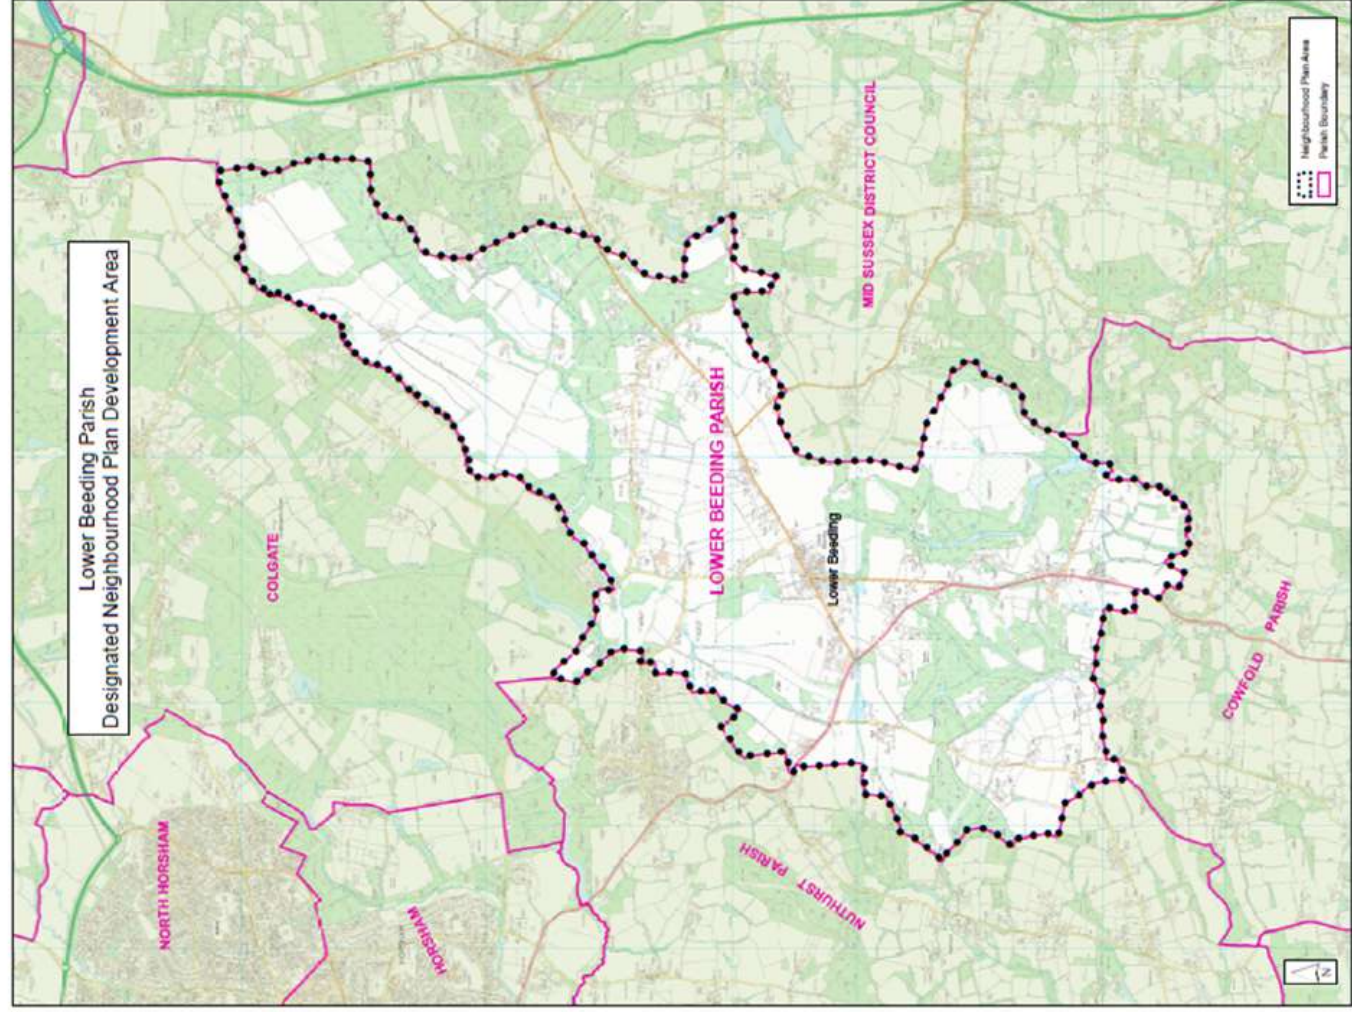 Lower Beeding Parish
Designated Neighbourhood Plan Development Area
COLGATE
NORTH HORSHAM
HORSHAM
LOWER BEEDING PARISH
Lower Beeding
MID SUSSEX DISTRICT COUNCIL
NUTHURST PARISH
COWFOLD PARISH
Neighbourhood Plan Area
Parish Boundary
N